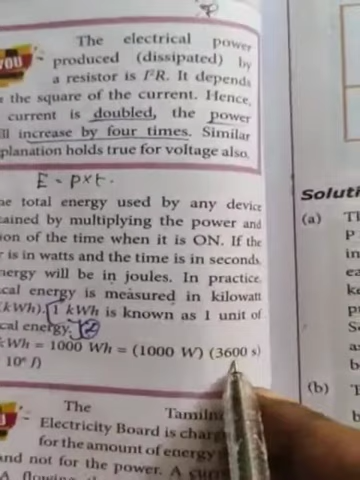 YOU
The electrical power
produced (dissipated) by
a resistor is I²R. It depends
the square of the current. Hence,
current is doubled, the power
ll increase by four times. Similar
planation holds true for voltage also.
E = P × t.
he total energy used by any device
tained by multiplying the power and
ion of the time when it is ON. If the
r is in watts and the time is in seconds
nergy will be in joules. In practice,
cal energy is measured in kilowatt
(kWh). 1 kWh is known as 1 unit of
cal energy.
kWh = 1000 Wh = (1000 W) (3600 s)
10⁶ J)
The Tamiln
Electricity Board is char
for the amount of energy
and not for the power. A curr
Soluti
(a)
(b)